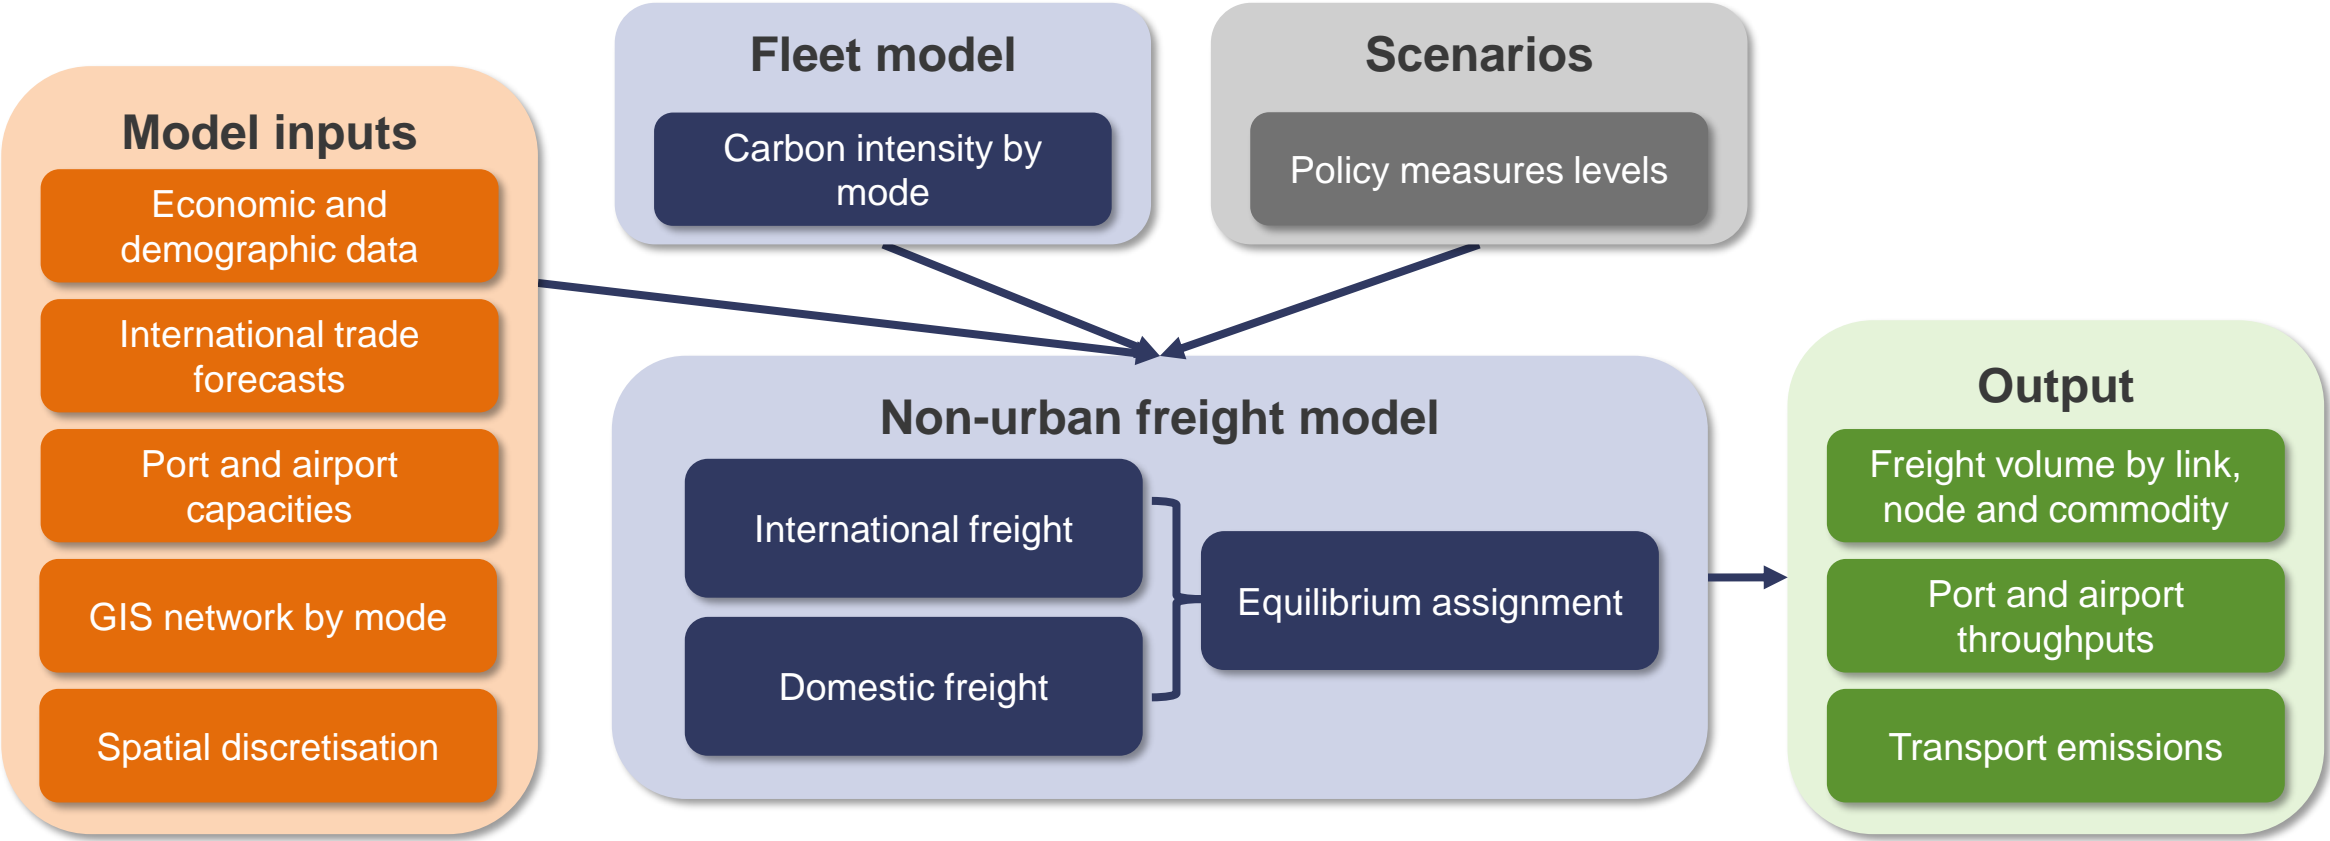 Model inputs
Economic and
demographic data
International trade
forecasts
Port and airport
capacities
GIS network by mode
Spatial discretisation
Fleet model
Carbon intensity by
mode
Scenarios
Policy measures levels
Non-urban freight model
International freight
Domestic freight
Equilibrium assignment
Output
Freight volume by link,
node and commodity
Port and airport
throughputs
Transport emissions